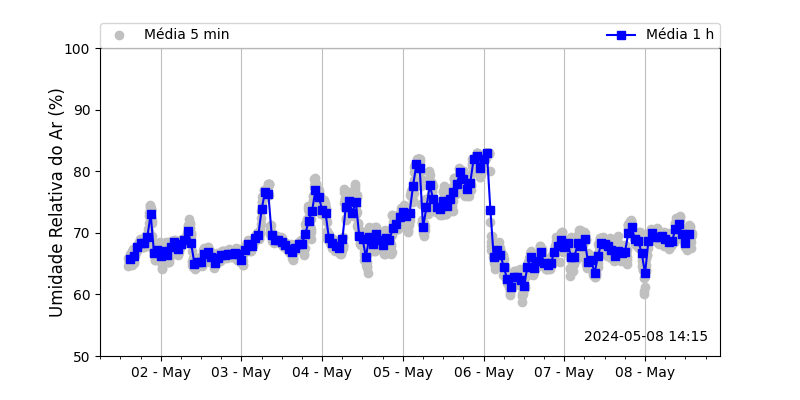 Média 5 min
Média 1 h
Umidade Relativa do Ar (%)
100
90
80
70
60
50
2024-05-08 14:15
02 - May
03 - May
04 - May
05 - May
06 - May
07 - May
08 - May